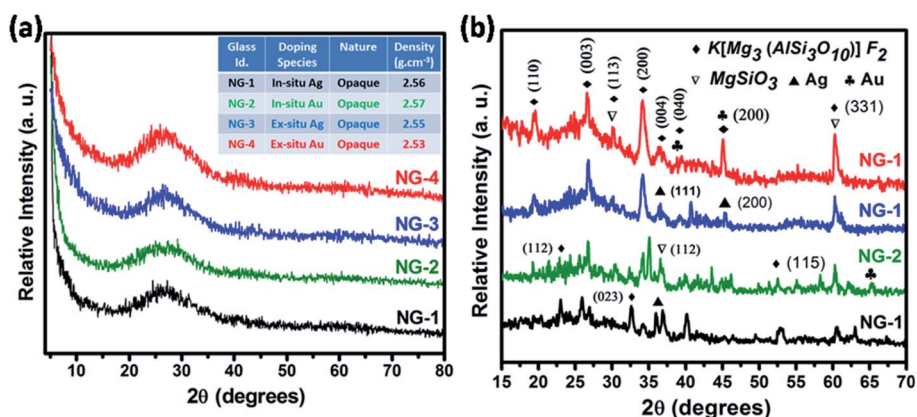 (a)
Glass Id. Doping Species Nature Density (g.cm⁻³)
NG-1 In-situ Ag Opaque 2.56
NG-2 In-situ Au Opaque 2.57
NG-3 Ex-situ Ag Opaque 2.55
NG-4 Ex-situ Au Opaque 2.53
Relative Intensity (a. u.)
NG-4
NG-3
NG-2
NG-1
10 20 30 40 50 60 70 80
2θ (degrees)
(b)
♦ K[Mg₃ (AlSi₃O₁₀)] F₂
▽ MgSiO₃ ▲ Ag ♣ Au
Relative Intensity (a. u.)
(110) (003) (113) (200) (004) (040) (200) (331)
NG-1
(111) (200)
NG-1
(112) (112) (115)
NG-2
(023)
NG-1
15 20 25 30 35 40 45 50 55 60 65 70
2θ (degrees)